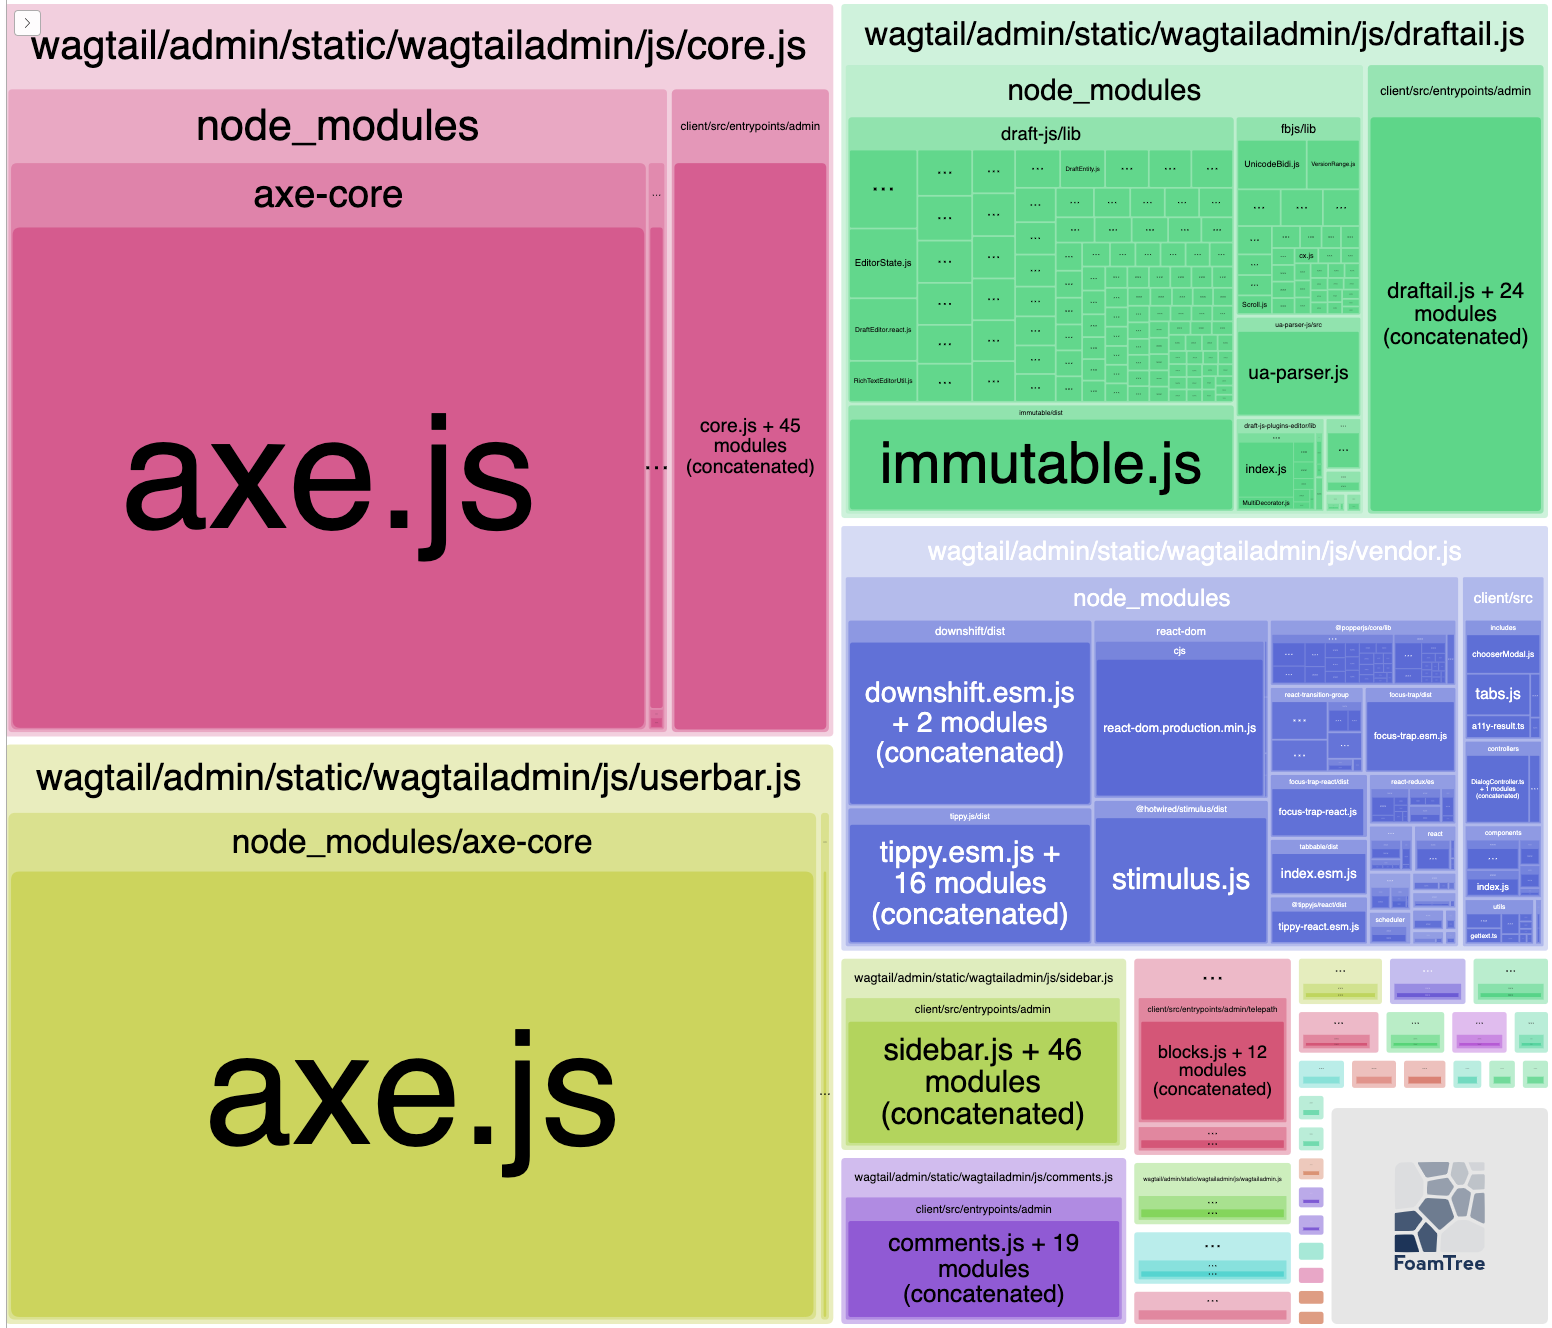 wagtail/admin/static/wagtailadmin/js/core.js
node_modules
client/src/entrypoints/admin
axe-core
...
axe.js
...
core.js + 45
modules
(concatenated)
wagtail/admin/static/wagtailadmin/js/userbar.js
node_modules/axe-core
axe.js
...
wagtail/admin/static/wagtailadmin/js/draftail.js
node_modules
client/src/entrypoints/admin
draft-js/lib
DraftEntity.js
EditorState.js
DraftEditor.react.js
RichTextEditorUtil.js
immutable/dist
immutable.js
fbjs/lib
UnicodeBidi.js
VersionRange.js
cx.js
Scroll.js
ua-parser-js/src
ua-parser.js
draft-js-plugins-editor/lib
index.js
MultiDecorator.js
draftail.js + 24
modules
(concatenated)
wagtail/admin/static/wagtailadmin/js/vendor.js
node_modules
client/src
downshift/dist
downshift.esm.js
+ 2 modules
(concatenated)
tippy.js/dist
tippy.esm.js +
16 modules
(concatenated)
react-dom
cjs
react-dom.production.min.js
@hotwired/stimulus/dist
stimulus.js
@popperjs/core/lib
react-transition-group
focus-trap/dist
focus-trap.esm.js
focus-trap-react/dist
focus-trap-react.js
react-redux/es
tabbable/dist
index.esm.js
react
@tippyjs/react/dist
tippy-react.esm.js
scheduler
includes
chooserModal.js
tabs.js
a11y-result.ts
controllers
DialogController.ts
+ 1 modules
(concatenated)
components
index.js
utils
gettext.ts
wagtail/admin/static/wagtailadmin/js/sidebar.js
client/src/entrypoints/admin
sidebar.js + 46
modules
(concatenated)
...
client/src/entrypoints/admin/telepath
blocks.js + 12
modules
(concatenated)
wagtail/admin/static/wagtailadmin/js/comments.js
client/src/entrypoints/admin
comments.js + 19
modules
(concatenated)
wagtail/admin/static/wagtailadmin/js/wagtailadmin.js
...
FoamTree